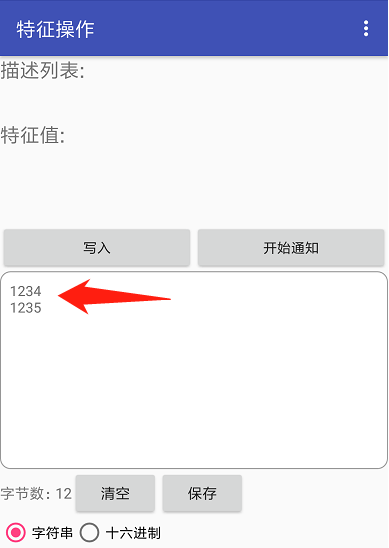 特征操作
描述列表:
特征值:
写入 开始通知
1234
1235
字节数: 12 清空 保存
字符串 十六进制